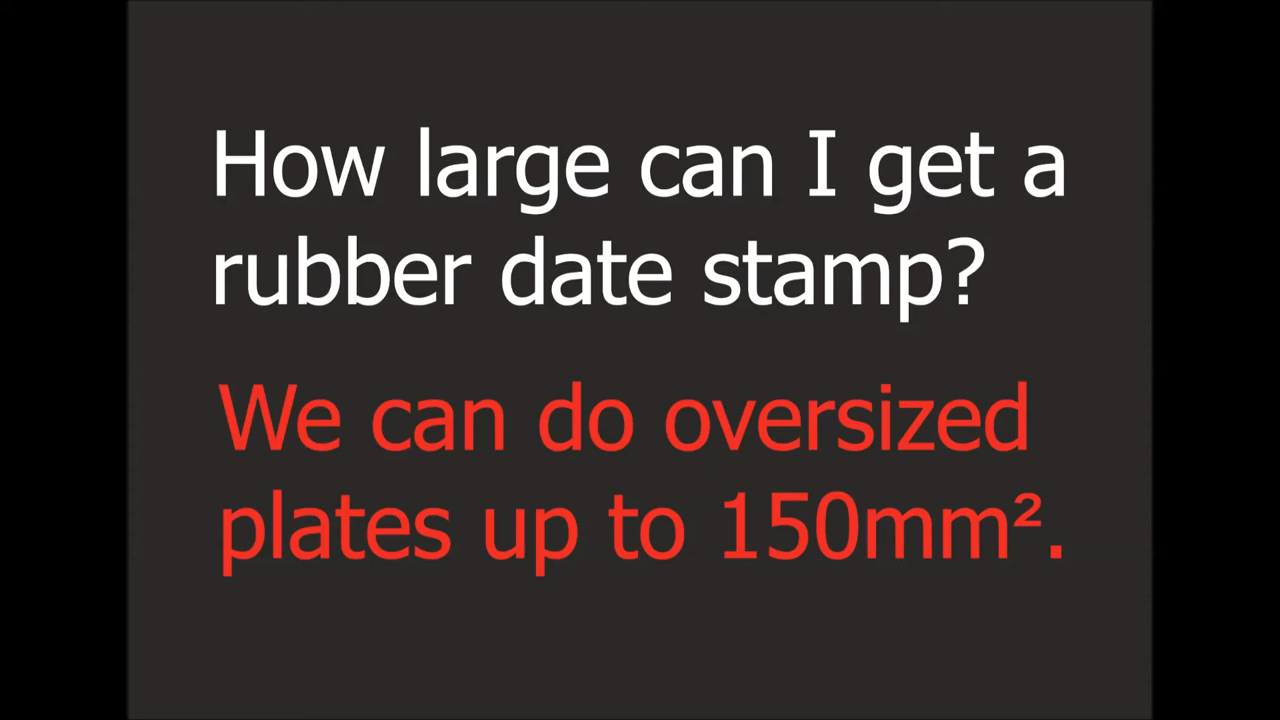 How large can I get a
rubber date stamp?
We can do oversized
plates up to 150mm².